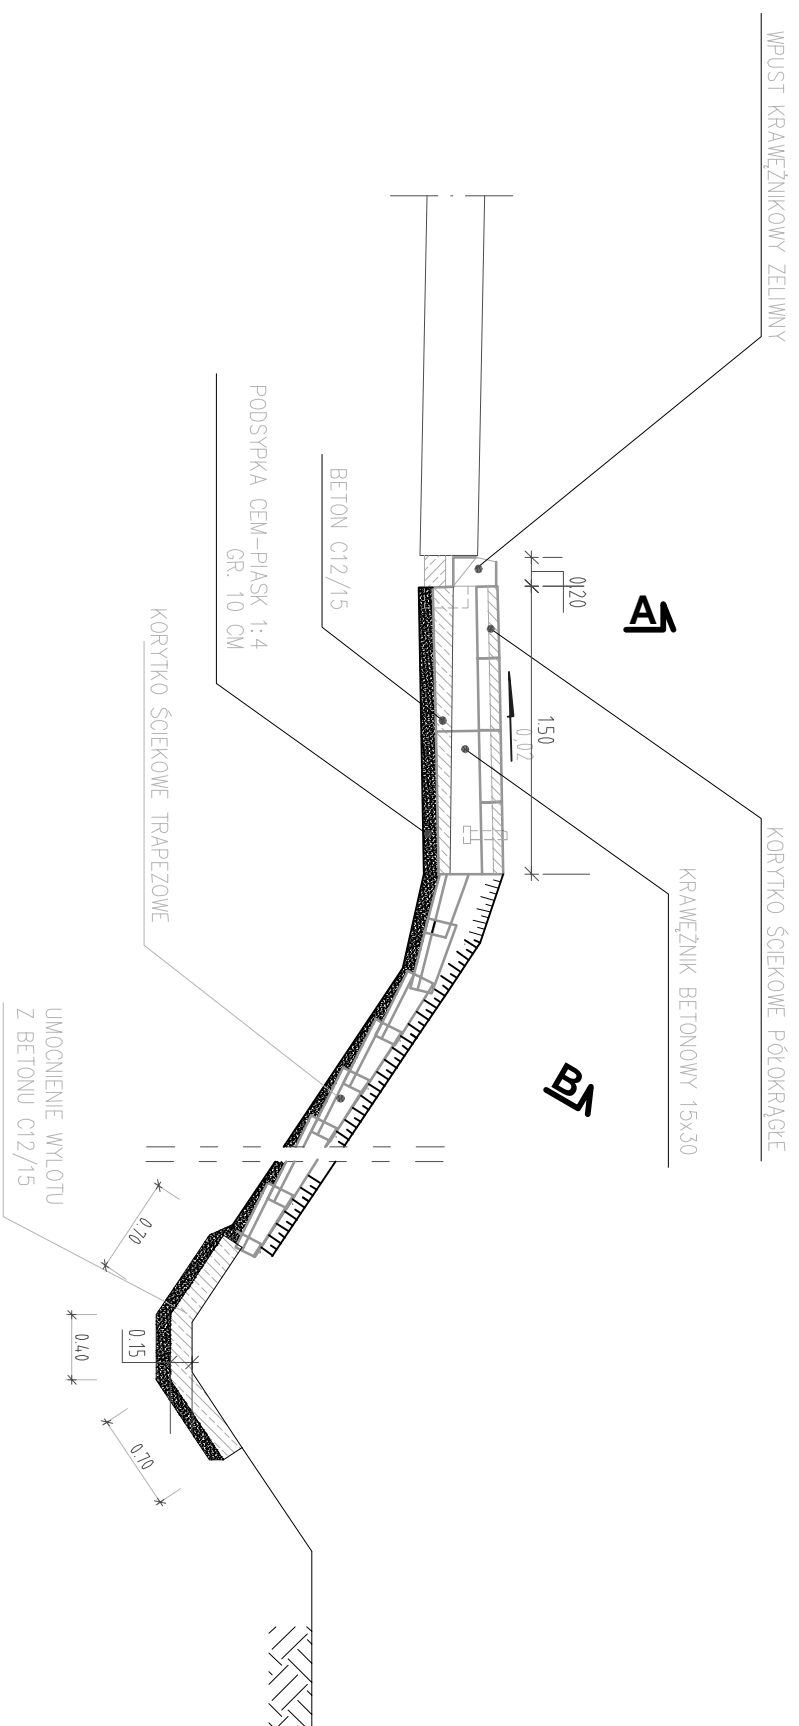 WPUST KRAWĘŻNIKOWY ŻELIWNY
KORYTKO ŚCIEKOWE PÓŁOKRĄGŁE
KRAWĘŻNIK BETONOWY 15x30
A
B
0,20
1.50
0,02
BETON C12/15
PODSYPKA CEM-PIASK 1:4
GR. 10 CM
KORYTKO ŚCIEKOWE TRAPEZOWE
UMOCNIENIE WYLOTU
Z BETONU C12/15
0.70
0.15
0.40
0.70